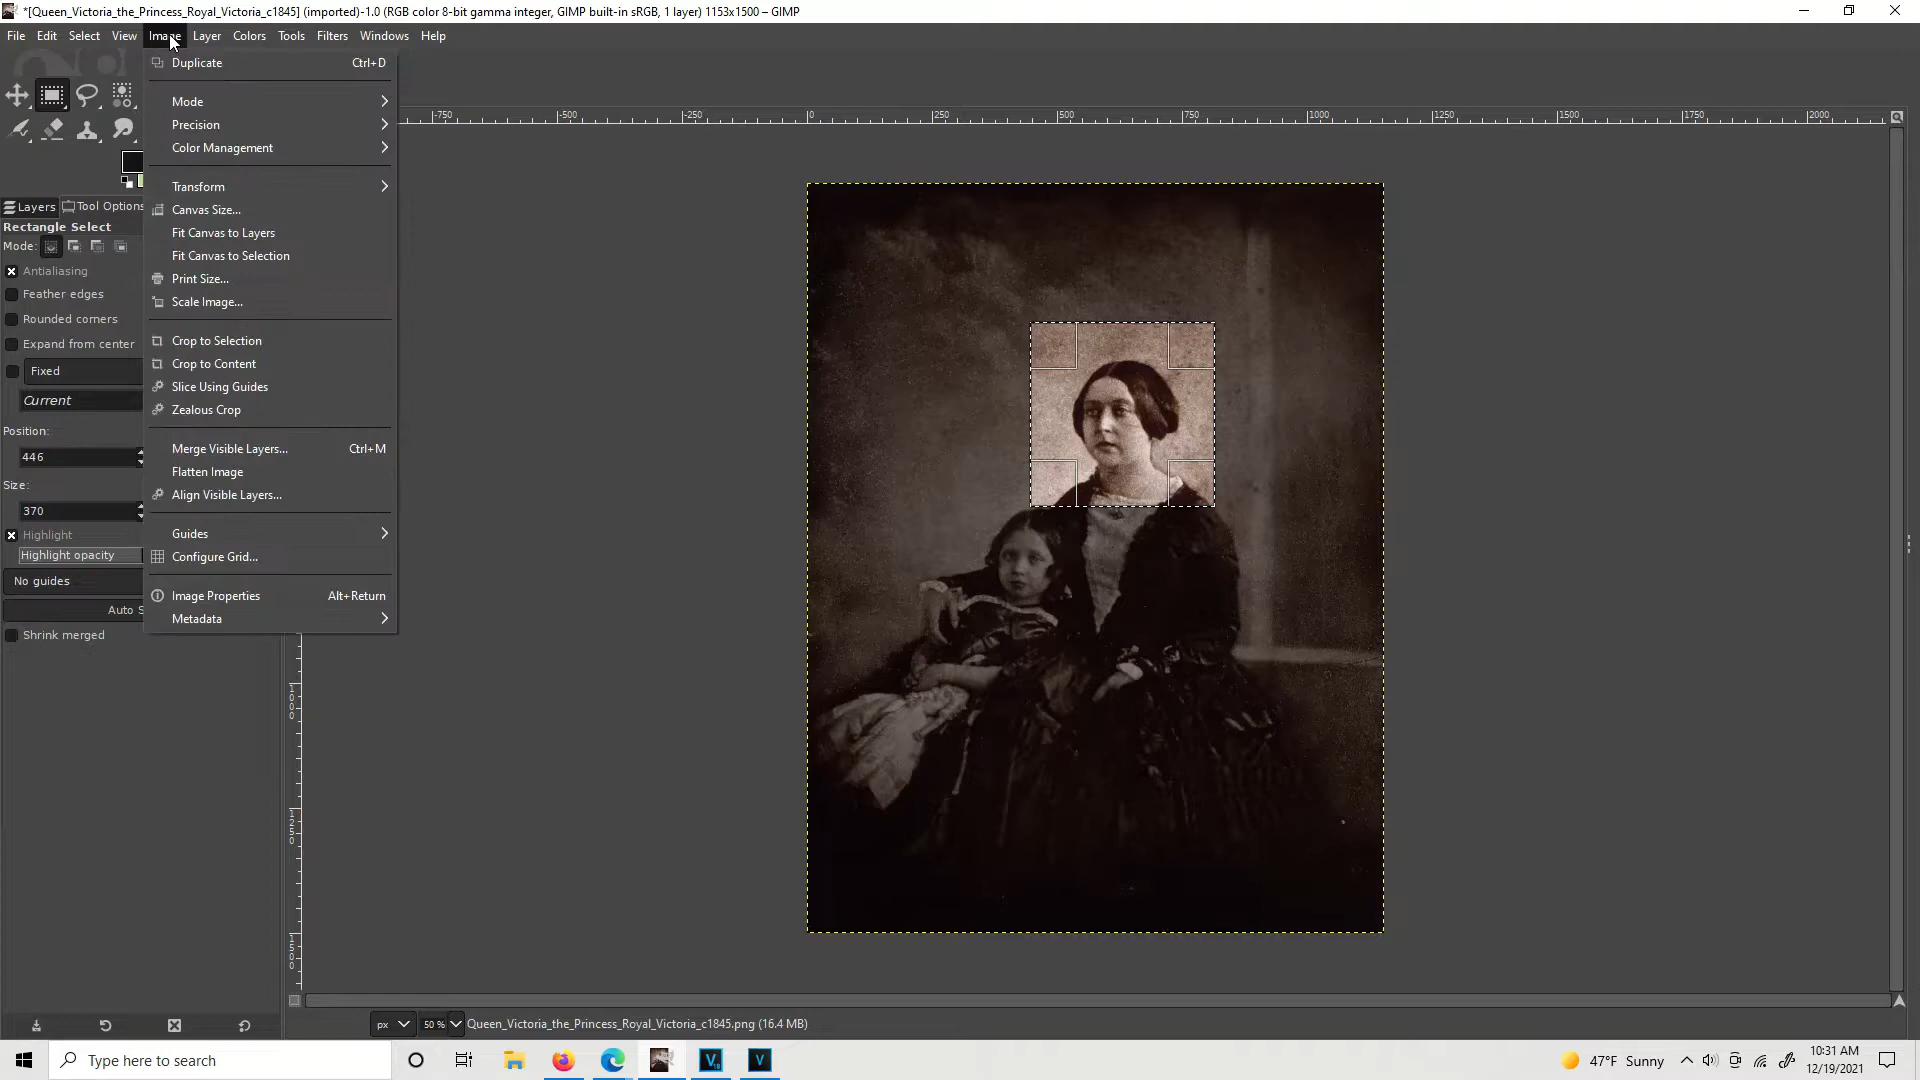 *[Queen_Victoria_the_Princess_Royal_Victoria_c1845] (imported)-1.0 (RGB color 8-bit gamma integer, GIMP built-in sRGB, 1 layer) 1153x1500 – GIMP
File Edit Select View Image Layer Colors Tools Filters Windows Help
Duplicate Ctrl+D
Mode
Precision
Color Management
Transform
Canvas Size...
Fit Canvas to Layers
Fit Canvas to Selection
Print Size...
Scale Image...
Crop to Selection
Crop to Content
Slice Using Guides
Zealous Crop
Merge Visible Layers... Ctrl+M
Flatten Image
Align Visible Layers...
Guides
Configure Grid...
Image Properties Alt+Return
Metadata
-750 -500 -250 0 250 500 750 1000 1250 1500 1750 2000
Layers Tool Options
Rectangle Select
Mode:
Antialiasing
Feather edges
Rounded corners
Expand from center
Fixed
Current
Position:
446
Size:
370
Highlight
Highlight opacity
No guides
Auto S
Shrink merged
1000
1250
1500
px 50 % Queen_Victoria_the_Princess_Royal_Victoria_c1845.png (16.4 MB)
Type here to search
47°F Sunny
10:31 AM
12/19/2021